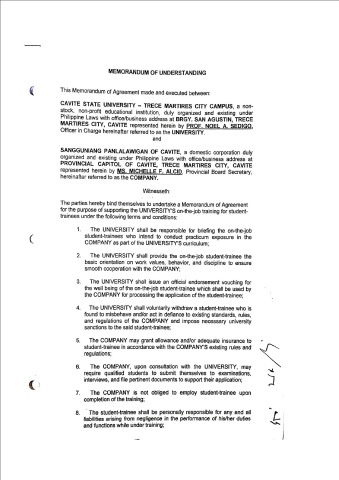 MEMORANDUM OF UNDERSTANDING
This Memorandum of Agreement made and executed between:
CAVITE STATE UNIVERSITY – TRECE MARTIRES CITY CAMPUS, a non-
stock, non-profit educational institution, duly organized and existing under
Philippine Laws with office/business address at BRGY. SAN AGUSTIN, TRECE
MARTIRES CITY, CAVITE represented herein by PROF. NOEL A. SEDIGO,
Officer in Charge hereinafter referred to as the UNIVERSITY.
and
SANGGUNIANG PANLALAWIGAN OF CAVITE, a domestic corporation duly
organized and existing under Philippine Laws with office/business address at
PROVINCIAL CAPITOL OF CAVITE, TRECE MARTIRES CITY, CAVITE
represented herein by MS. MICHELLE F. ALCID, Provincial Board Secretary,
hereinafter referred to as the COMPANY.
Witnesseth:
The parties hereby bind themselves to undertake a Memorandum of Agreement
for the purpose of supporting the UNIVERSITY'S on-the-job training for student-
trainees under the following terms and conditions:
1. The UNIVERSITY shall be responsible for briefing the on-the-job
student-trainees who intend to conduct practicum exposure in the
COMPANY as part of the UNIVERSITY'S curriculum;
2. The UNIVERSITY shall provide the on-the-job student-trainee the
basic orientation on work values, behavior, and discipline to ensure
smooth cooperation with the COMPANY;
3. The UNIVERSITY shall issue an official endorsement vouching for
the well being of the on-the-job student-trainee which shall be used by
the COMPANY for processing the application of the student-trainee;
4. The UNIVERSITY shall voluntarily withdraw a student-trainee who is
found to misbehave and/or act in defiance to existing standards, rules,
and regulations of the COMPANY and impose necessary university
sanctions to the said student-trainee;
5. The COMPANY may grant allowance and/or adequate insurance to
student-trainee in accordance with the COMPANY'S existing rules and
regulations;
6. The COMPANY, upon consultation with the UNIVERSITY, may
require qualified students to submit themselves to examinations,
interviews, and file pertinent documents to support their application;
7. The COMPANY is not obliged to employ student-trainee upon
completion of the training;
8. The student-trainee shall be personally responsible for any and all
liabilities arising from negligence in the performance of his/her duties
and functions while under training;